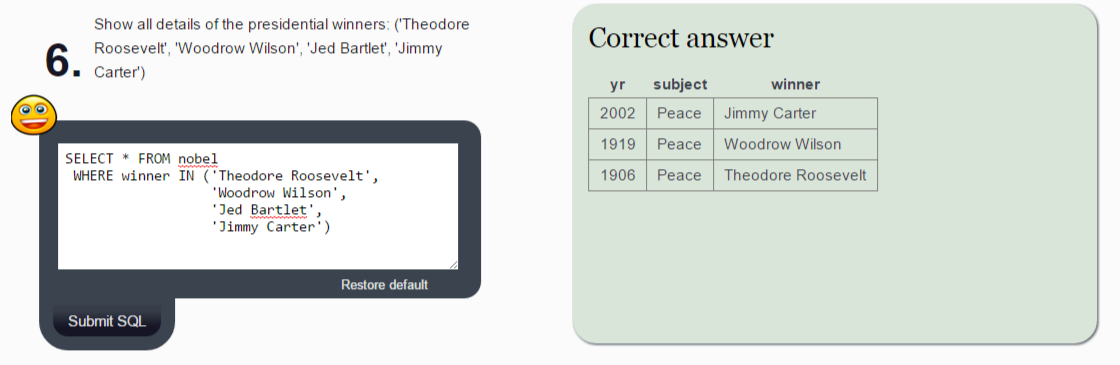 6.
Show all details of the presidential winners: ('Theodore
Roosevelt', 'Woodrow Wilson', 'Jed Bartlet', 'Jimmy
Carter')
SELECT * FROM nobel
WHERE winner IN ('Theodore Roosevelt',
'Woodrow Wilson',
'Jed Bartlet',
'Jimmy Carter')
Restore default
Submit SQL
Correct answer
yr subject winner
2002 Peace Jimmy Carter
1919 Peace Woodrow Wilson
1906 Peace Theodore Roosevelt